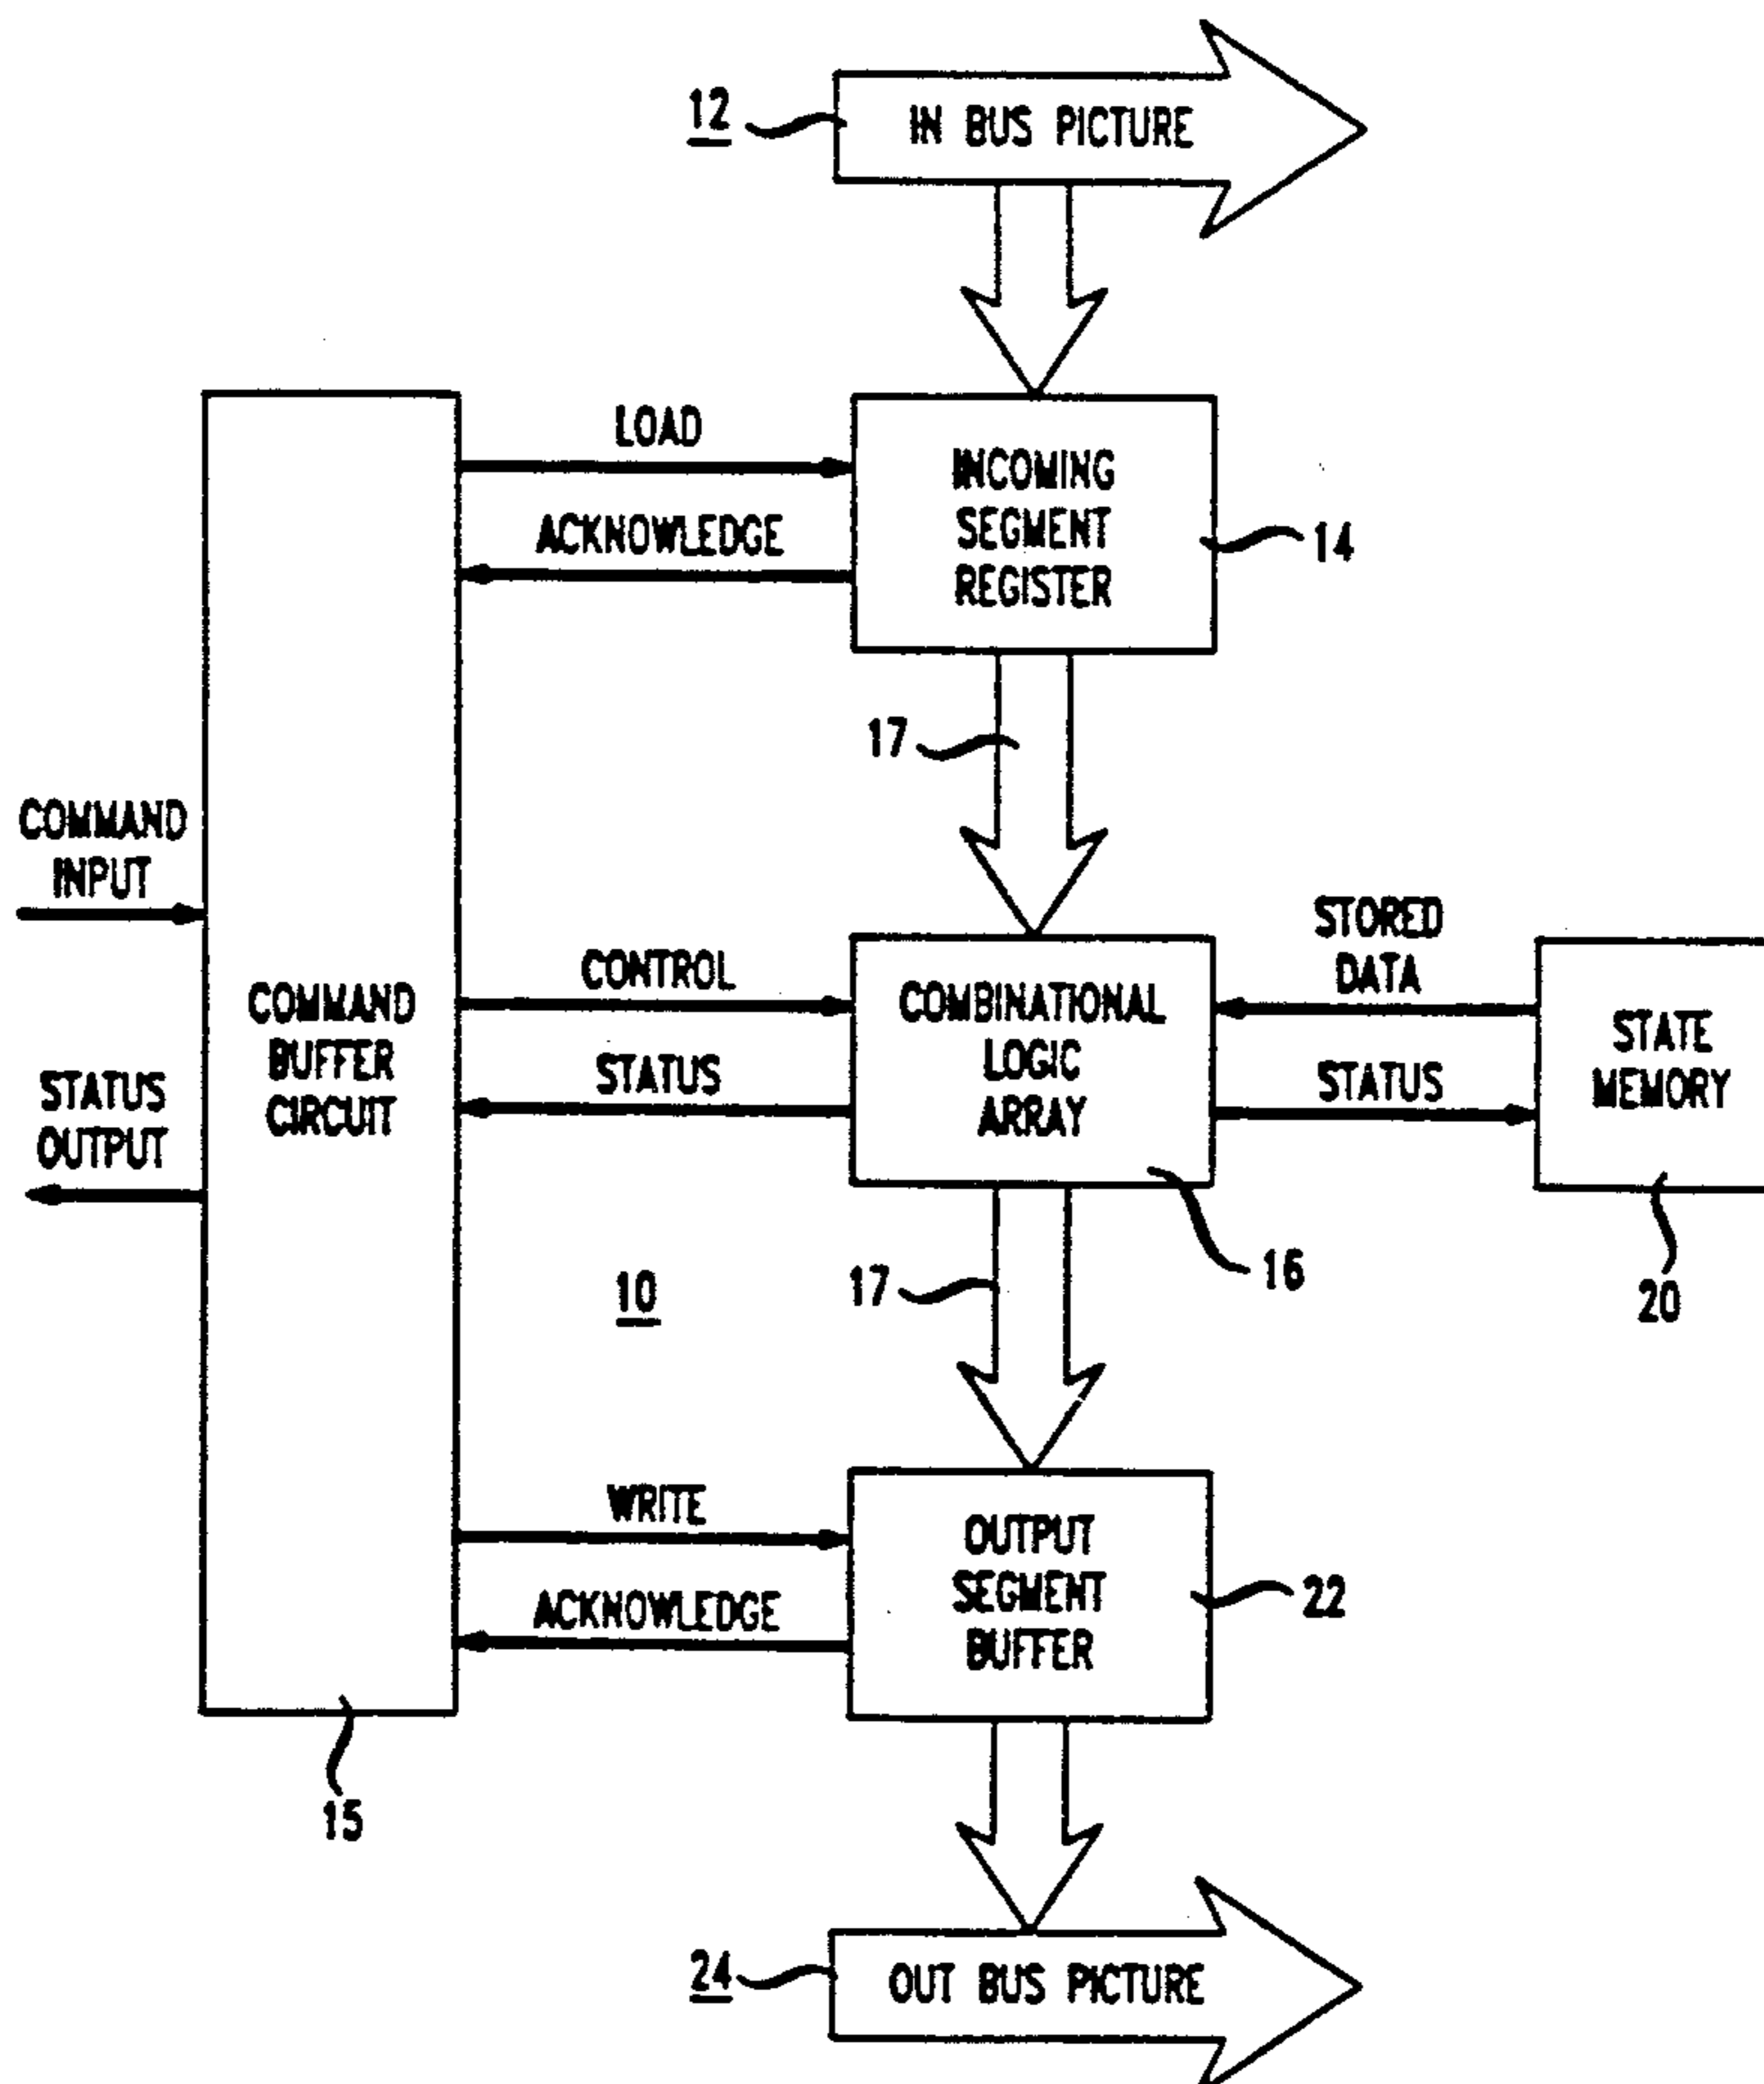 12
IN BUS PICTURE
LOAD
ACKNOWLEDGE
INCOMING
SEGMENT
REGISTER
14
17
COMMAND
INPUT
STATUS
OUTPUT
COMMAND
BUFFER
CIRCUIT
CONTROL
STATUS
COMBINATIONAL
LOGIC
ARRAY
STORED
DATA
STATUS
STATE
MEMORY
16
20
10
17
WRITE
ACKNOWLEDGE
OUTPUT
SEGMENT
BUFFER
22
15
24
OUT BUS PICTURE